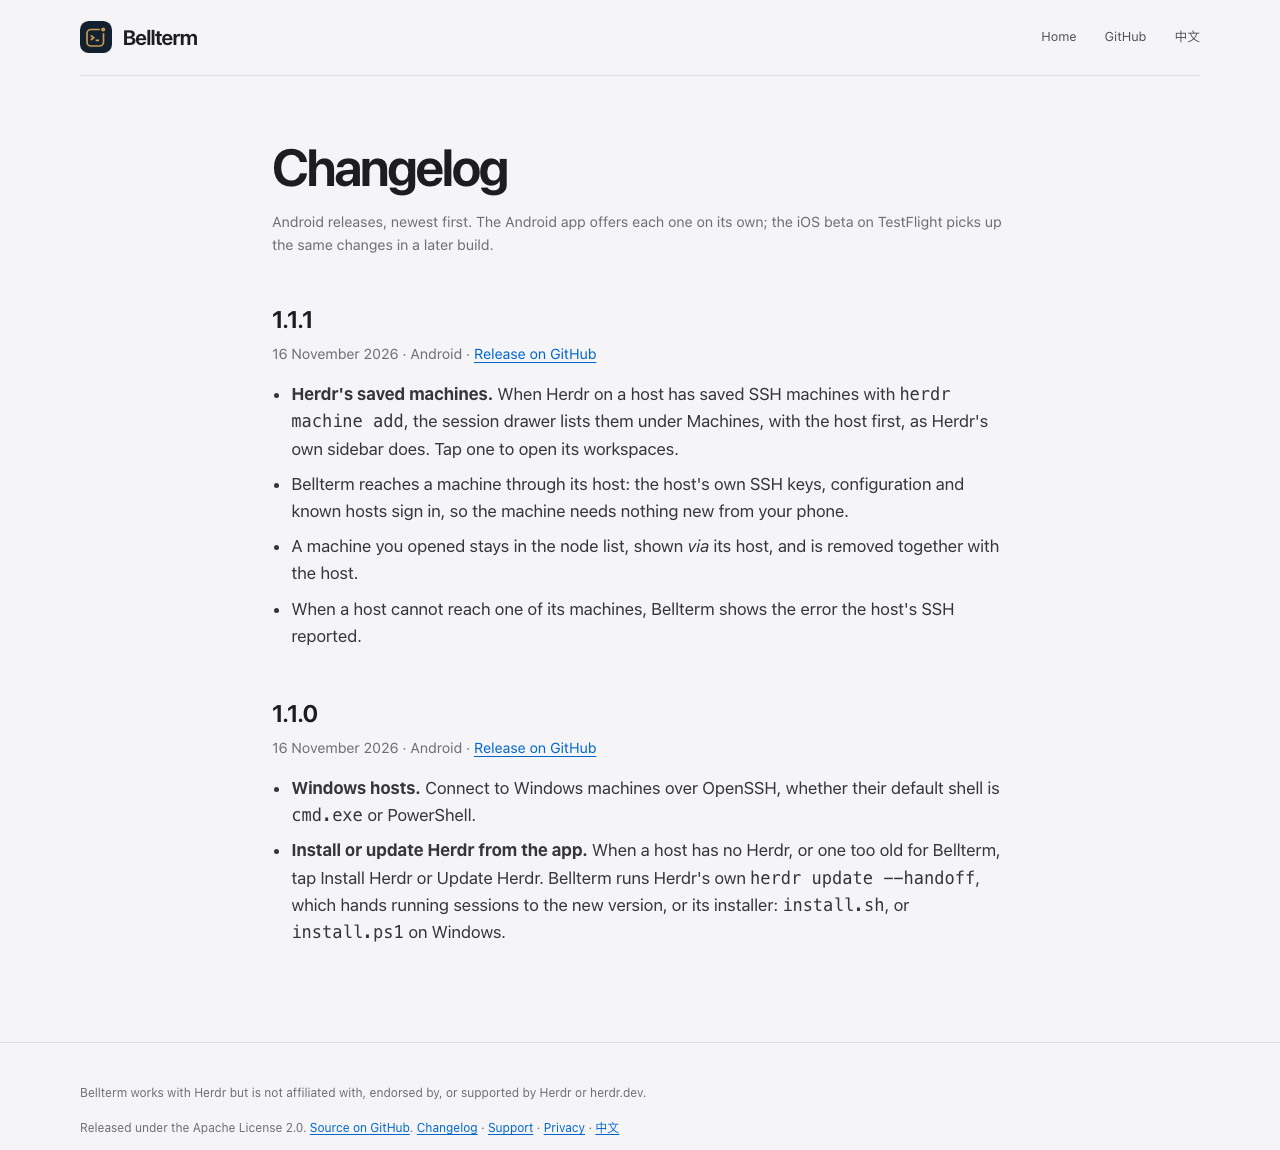 Bellterm
Home
GitHub
中文
Changelog
Android releases, newest first. The Android app offers each one on its own; the iOS beta on TestFlight picks up
the same changes in a later build.
1.1.1
16 November 2026 · Android · Release on GitHub
• Herdr's saved machines. When Herdr on a host has saved SSH machines with herdr
machine add, the session drawer lists them under Machines, with the host first, as Herdr's
own sidebar does. Tap one to open its workspaces.
• Bellterm reaches a machine through its host: the host's own SSH keys, configuration and
known hosts sign in, so the machine needs nothing new from your phone.
• A machine you opened stays in the node list, shown via its host, and is removed together with
the host.
• When a host cannot reach one of its machines, Bellterm shows the error the host's SSH
reported.
1.1.0
16 November 2026 · Android · Release on GitHub
• Windows hosts. Connect to Windows machines over OpenSSH, whether their default shell is
cmd.exe or PowerShell.
• Install or update Herdr from the app. When a host has no Herdr, or one too old for Bellterm,
tap Install Herdr or Update Herdr. Bellterm runs Herdr's own herdr update --handoff,
which hands running sessions to the new version, or its installer: install.sh, or
install.ps1 on Windows.
Bellterm works with Herdr but is not affiliated with, endorsed by, or supported by Herdr or herdr.dev.
Released under the Apache License 2.0. Source on GitHub. Changelog · Support · Privacy · 中文